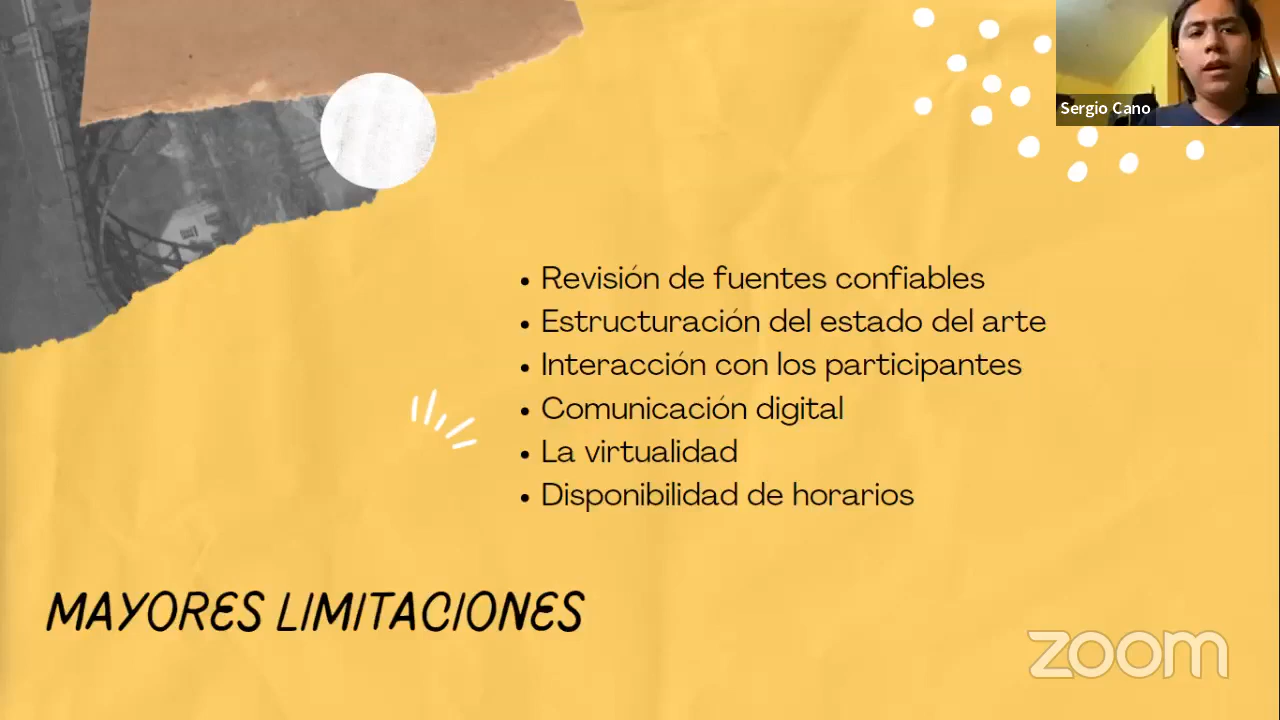 Sergio Cano
• Revisión de fuentes confiables
• Estructuración del estado del arte
• Interacción con los participantes
• Comunicación digital
• La virtualidad
• Disponibilidad de horarios
MAYORES LIMITACIONES
zoom